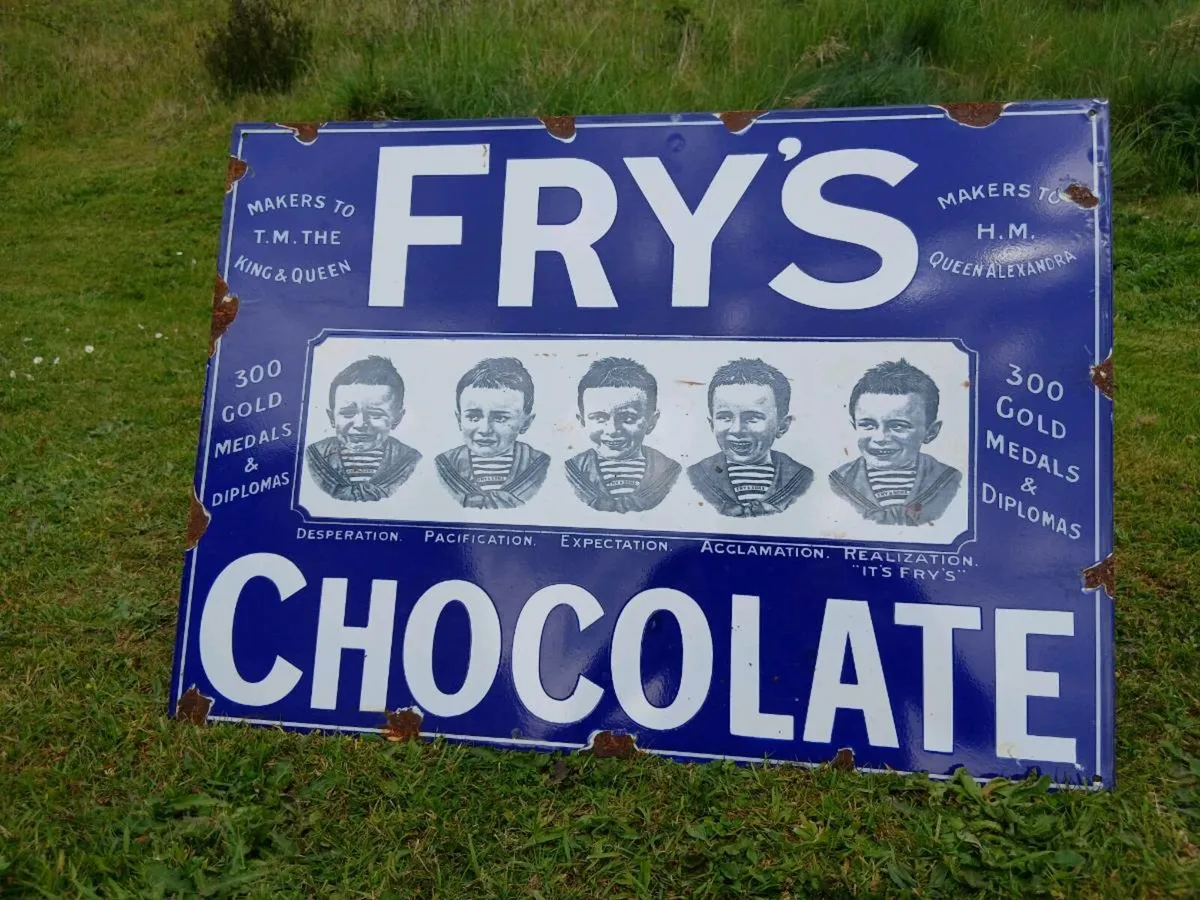 FRY'S
MAKERS TO
T.M. THE
KING & QUEEN
MAKERS TO
H.M.
QUEEN ALEXANDRA
300
GOLD
MEDALS
&
DIPLOMAS
300
GOLD
MEDALS
&
DIPLOMAS
DESPERATION.
PACIFICATION.
EXPECTATION.
ACCLAMATION.
REALIZATION.
"IT'S FRY'S"
CHOCOLATE